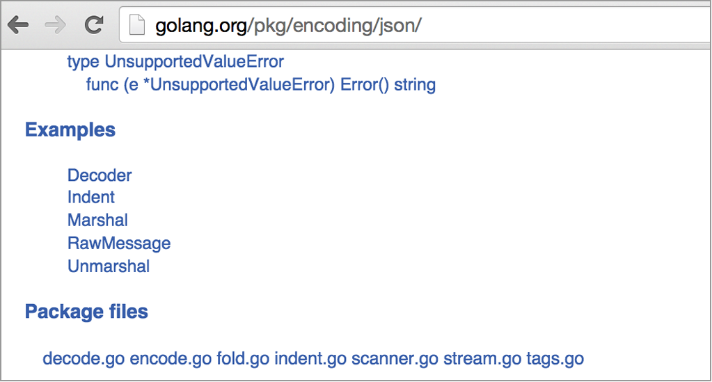 golang.org/pkg/encoding/json/
type UnsupportedValueError
func (e *UnsupportedValueError) Error() string
Examples
Decoder
Indent
Marshal
RawMessage
Unmarshal
Package files
decode.go encode.go fold.go indent.go scanner.go stream.go tags.go